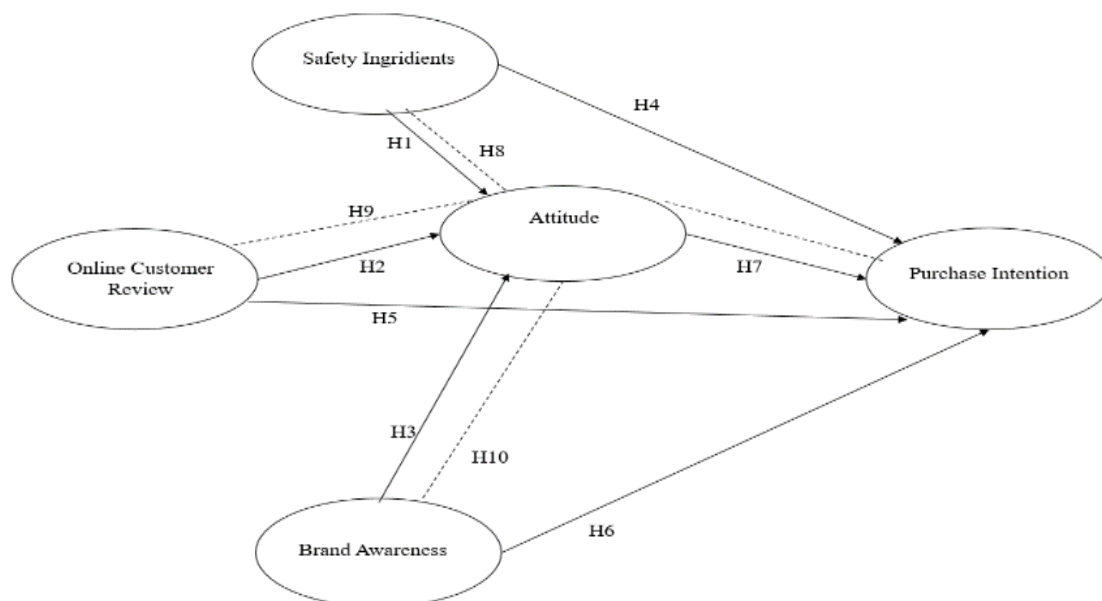 Safety Ingridients
H4
H1
H8
H9
Attitude
Online Customer
Review
H2
H7
Purchase Intention
H5
H3
H10
H6
Brand Awareness